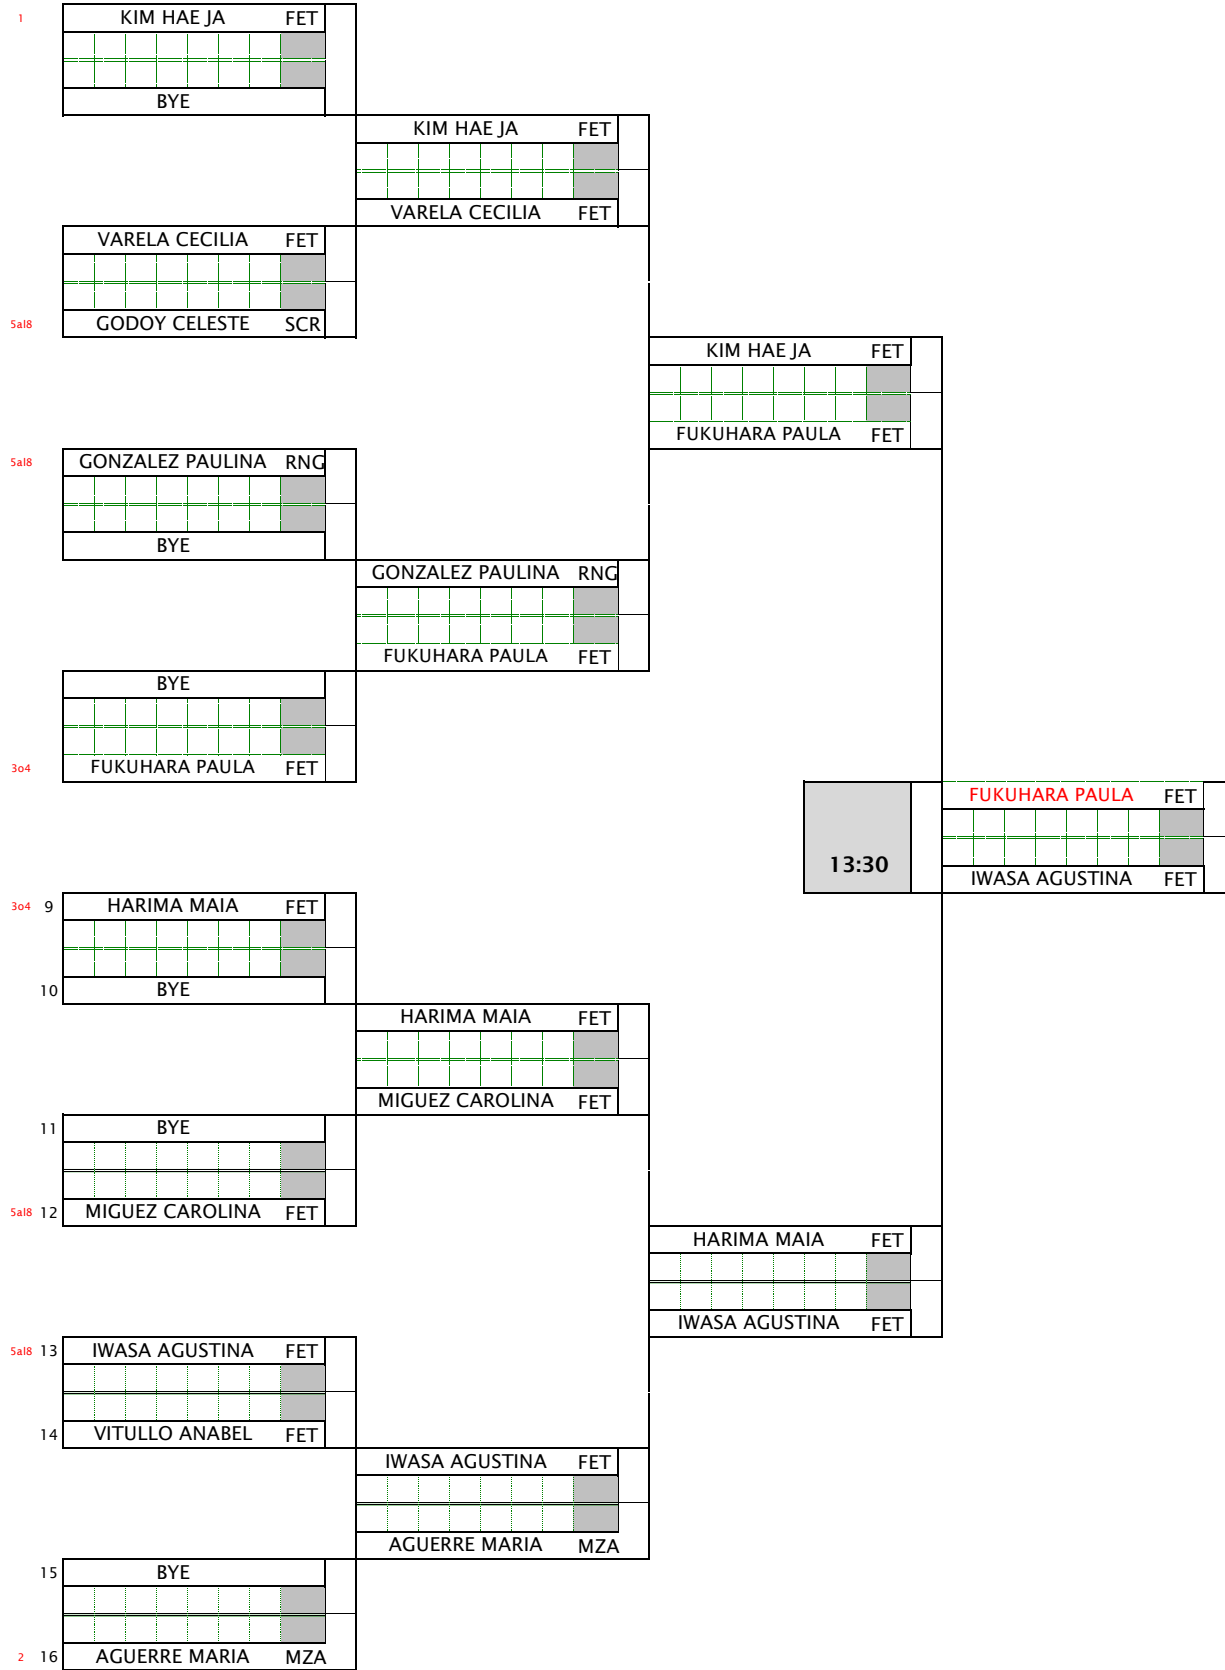 1 KIM HAE JA FET
BYE
KIM HAE JA FET
VARELA CECILIA FET
VARELA CECILIA FET
5al8 GODOY CELESTE SCR
KIM HAE JA FET
FUKUHARA PAULA FET
5al8 GONZALEZ PAULINA RNG
BYE
GONZALEZ PAULINA RNG
FUKUHARA PAULA FET
BYE
3o4 FUKUHARA PAULA FET
FUKUHARA PAULA FET
13:30
IWASA AGUSTINA FET
3o4 9 HARIMA MAIA FET
10 BYE
HARIMA MAIA FET
MIGUEZ CAROLINA FET
11 BYE
5al8 12 MIGUEZ CAROLINA FET
HARIMA MAIA FET
IWASA AGUSTINA FET
5al8 13 IWASA AGUSTINA FET
14 VITULLO ANABEL FET
IWASA AGUSTINA FET
AGUERRE MARIA MZA
15 BYE
2 16 AGUERRE MARIA MZA